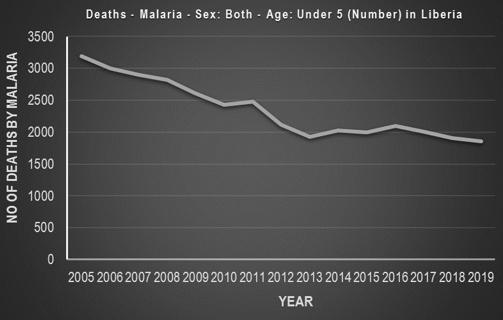 Deaths - Malaria - Sex: Both - Age: Under 5 (Number) in Liberia
NO OF DEATHS BY MALARIA
3500
3000
2500
2000
1500
1000
500
0
2005 2006 2007 2008 2009 2010 2011 2012 2013 2014 2015 2016 2017 2018 2019
YEAR